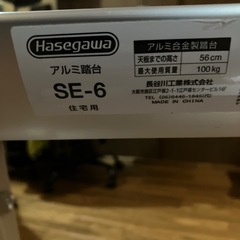 Hasegawa
アルミ踏台
SE-6
住宅用
アルミ合金製踏台
天板までの高さ 56cm
最大使用質量 100kg
長谷川工業株式会社
MADE IN CHINA